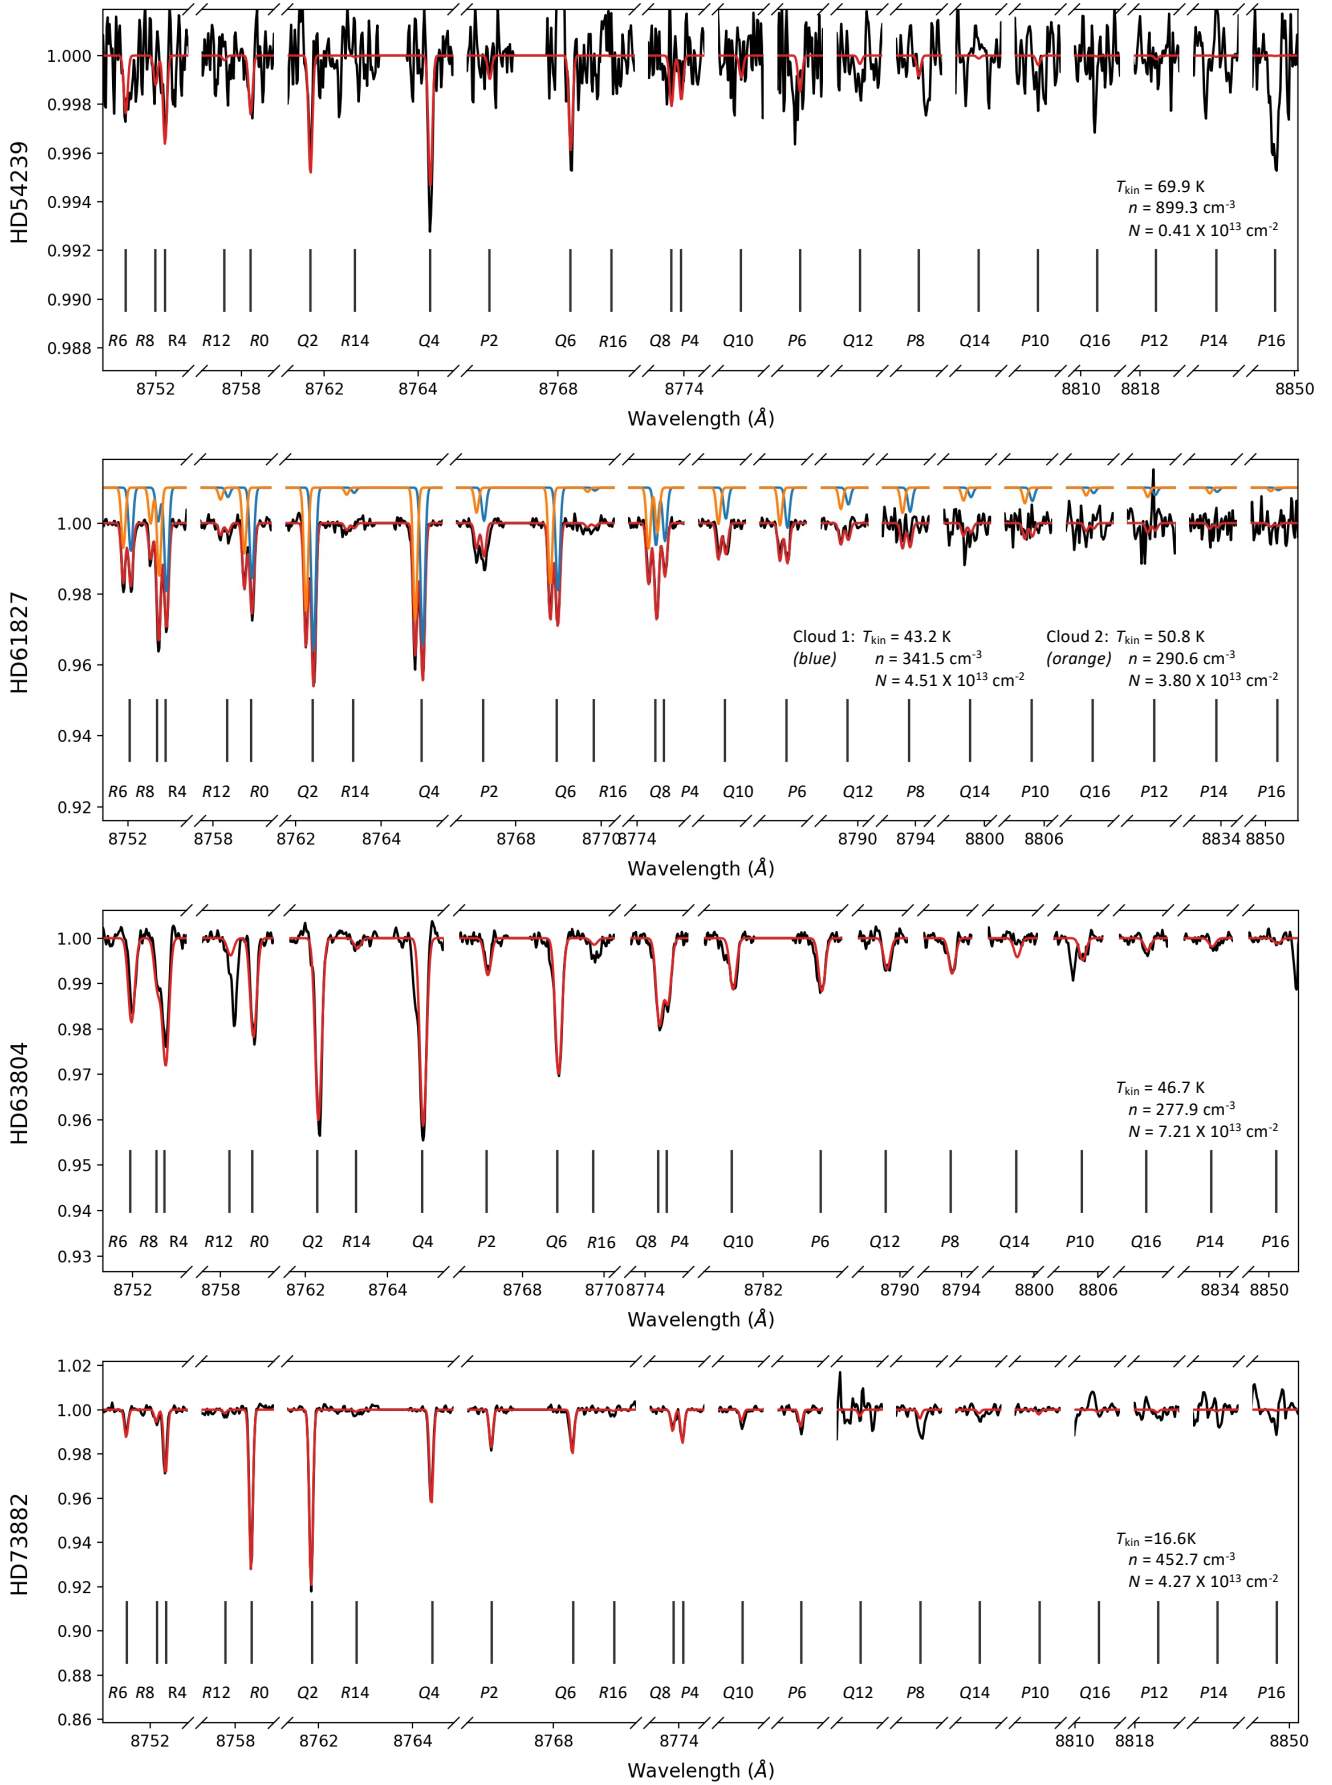 HD54239
1.000
0.998
0.996
0.994
0.992
0.990
0.988
Tkin = 69.9 K
n = 899.3 cm-3
N = 0.41 X 10^13 cm-2
R6 R8 R4 R12 R0 Q2 R14 Q4 P2 Q6 R16 Q8 P4 Q10 P6 Q12 P8 Q14 P10 Q16 P12 P14 P16
8752 8758 8762 8764 8768 8774 8810 8818 8850
Wavelength (Å)
HD61827
1.00
0.98
0.96
0.94
0.92
Cloud 1: Tkin = 43.2 K Cloud 2: Tkin = 50.8 K
(blue) n = 341.5 cm-3 (orange) n = 290.6 cm-3
N = 4.51 X 10^13 cm-2 N = 3.80 X 10^13 cm-2
R6 R8 R4 R12 R0 Q2 R14 Q4 P2 Q6 R16 Q8 P4 Q10 P6 Q12 P8 Q14 P10 Q16 P12 P14 P16
8752 8758 8762 8764 8768 8770 8774 8790 8794 8800 8806 8834 8850
Wavelength (Å)
HD63804
1.00
0.99
0.98
0.97
0.96
0.95
0.94
0.93
Tkin = 46.7 K
n = 277.9 cm-3
N = 7.21 X 10^13 cm-2
R6 R8 R4 R12 R0 Q2 R14 Q4 P2 Q6 R16 Q8 P4 Q10 P6 Q12 P8 Q14 P10 Q16 P14 P16
8752 8758 8762 8764 8768 8770 8774 8782 8790 8794 8800 8806 8834 8850
Wavelength (Å)
HD73882
1.02
1.00
0.98
0.96
0.94
0.92
0.90
0.88
0.86
Tkin =16.6K
n = 452.7 cm-3
N = 4.27 X 10^13 cm-2
R6 R8 R4 R12 R0 Q2 R14 Q4 P2 Q6 R16 Q8 P4 Q10 P6 Q12 P8 Q14 P10 Q16 P12 P14 P16
8752 8758 8762 8764 8768 8774 8810 8818 8850
Wavelength (Å)